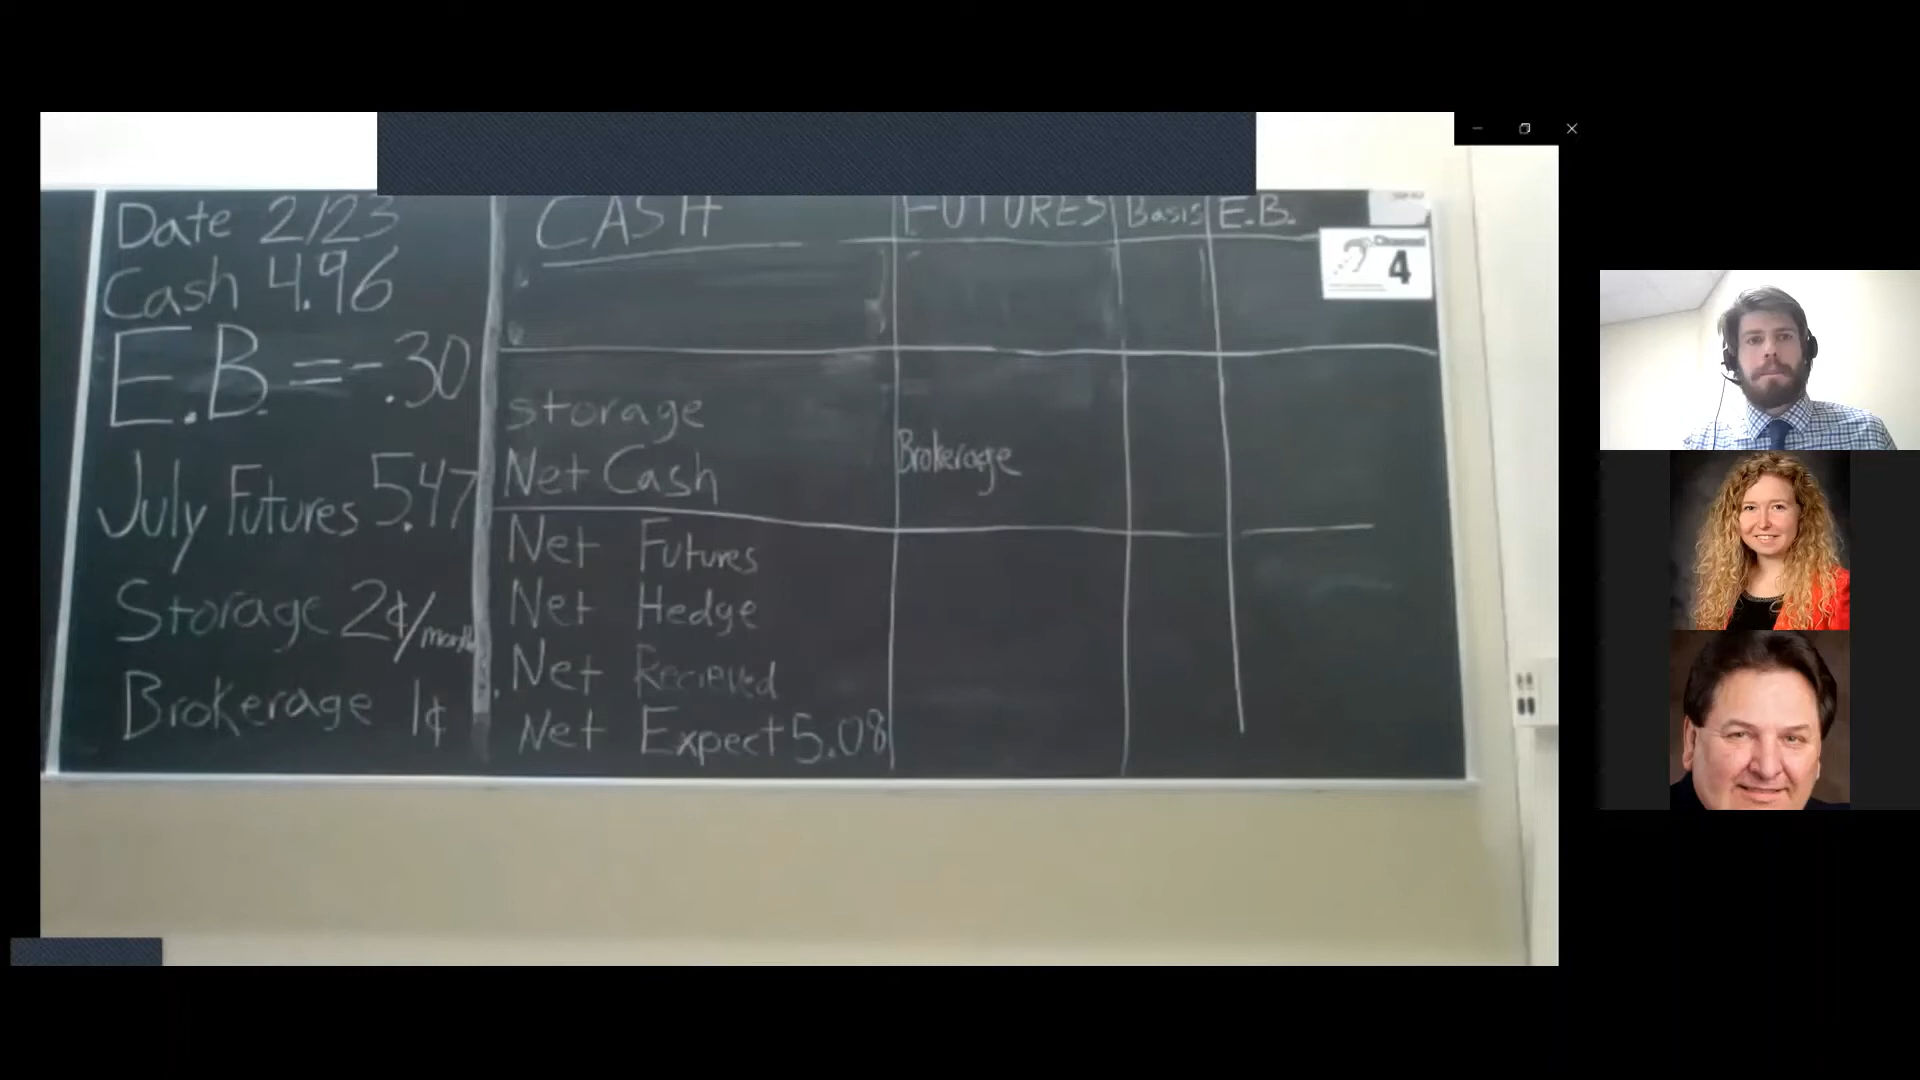 Date 2/23
Cash 4.96
E.B. = -.30
July Futures 5.47
Storage 2¢/month
Brokerage 1¢
CASH FUTURES Basis E.B.
Channel
4
storage
Net Cash
Brokerage
Net Futures
Net Hedge
Net Recieved
Net Expect 5.08